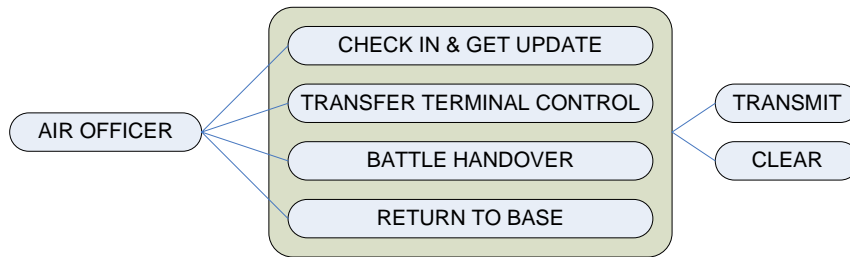 AIR OFFICER
CHECK IN & GET UPDATE
TRANSFER TERMINAL CONTROL
BATTLE HANDOVER
RETURN TO BASE
TRANSMIT
CLEAR